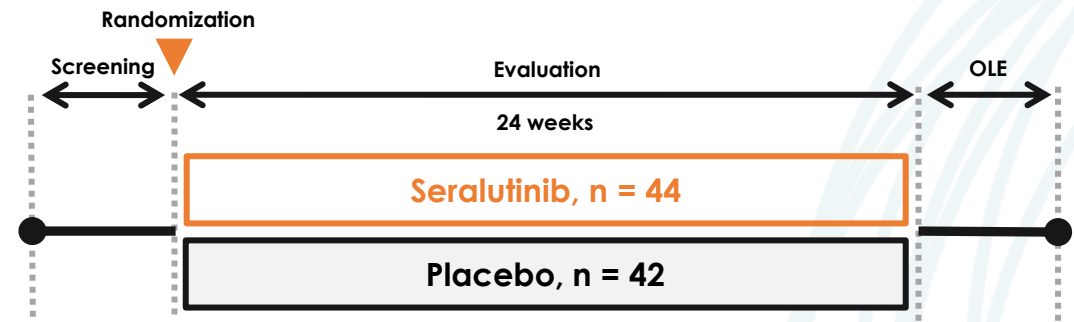 Randomization
Screening
Evaluation
OLE
24 weeks
Seralutinib, n = 44
Placebo, n = 42